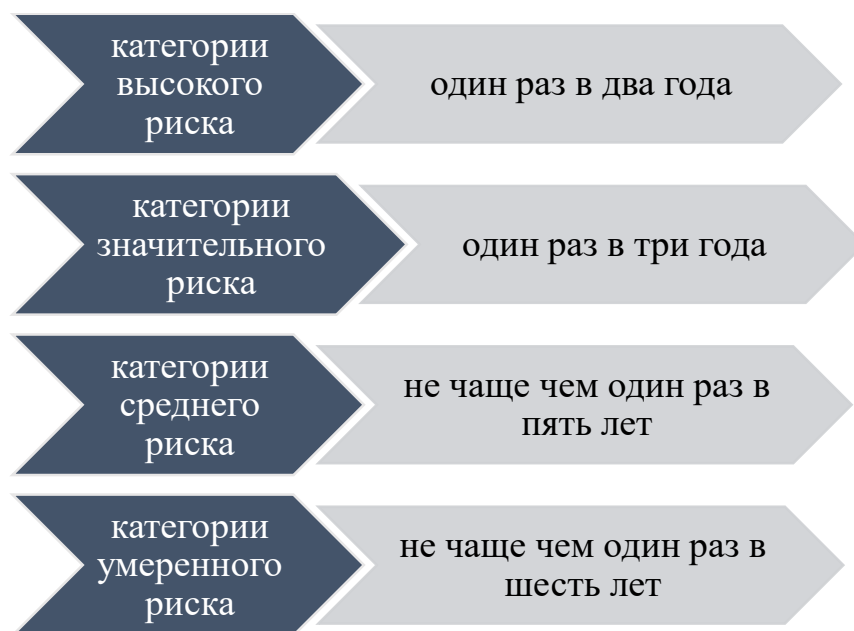 категории
высокого
риска
один раз в два года
категории
значительного
риска
один раз в три года
категории
среднего
риска
не чаще чем один раз в
пять лет
категории
умеренного
риска
не чаще чем один раз в
шесть лет